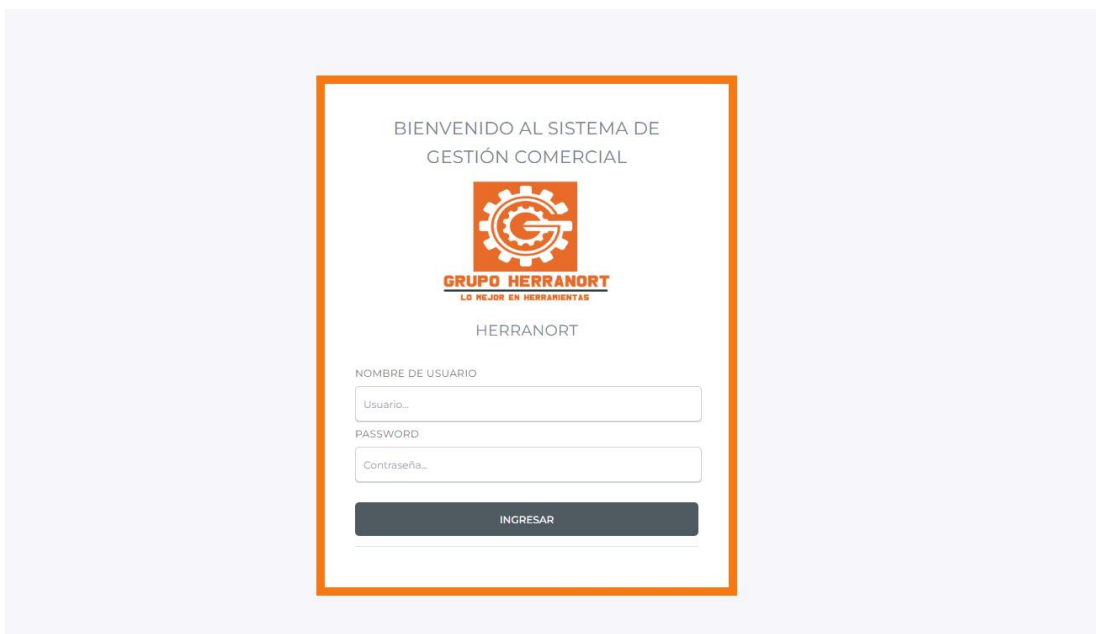 BIENVENIDO AL SISTEMA DE
GESTIÓN COMERCIAL
GRUPO HERRANORT
LO MEJOR EN HERRAMIENTAS
HERRANORT
NOMBRE DE USUARIO
Usuario...
PASSWORD
Contraseña...
INGRESAR